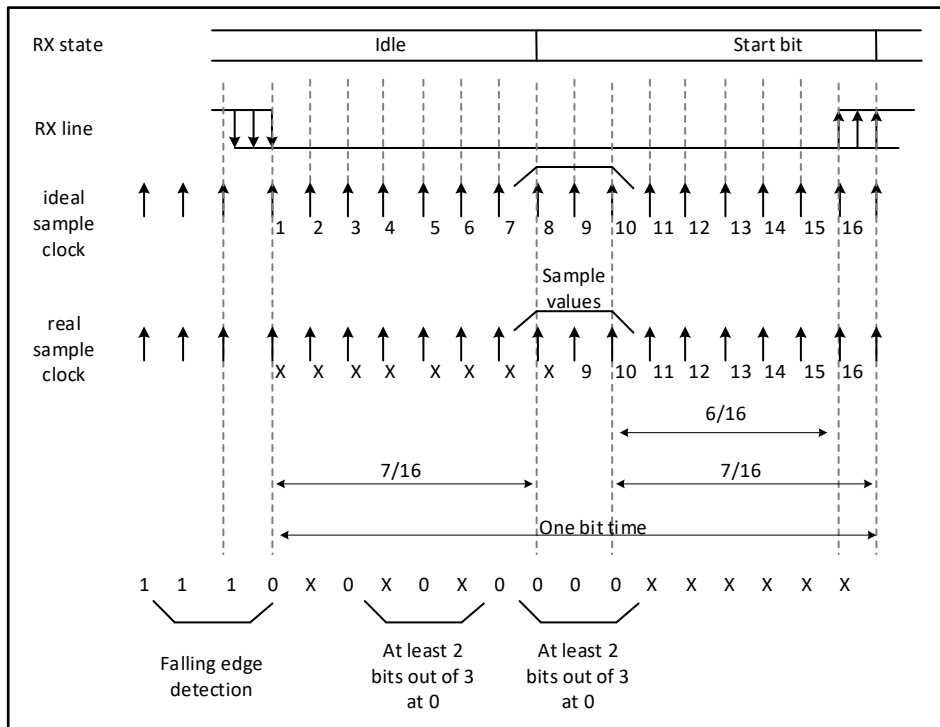 RX state Idle Start bit
RX line
ideal
sample
clock
1 2 3 4 5 6 7 8 9 10 11 12 13 14 15 16
Sample
values
real
sample
clock
X X X X X X X X 9 10 11 12 13 14 15 16
6/16
7/16 7/16
One bit time
1 1 1 0 X 0 X 0 X 0 0 0 0 X X X X X X
Falling edge
detection
At least 2
bits out of 3
at 0
At least 2
bits out of 3
at 0